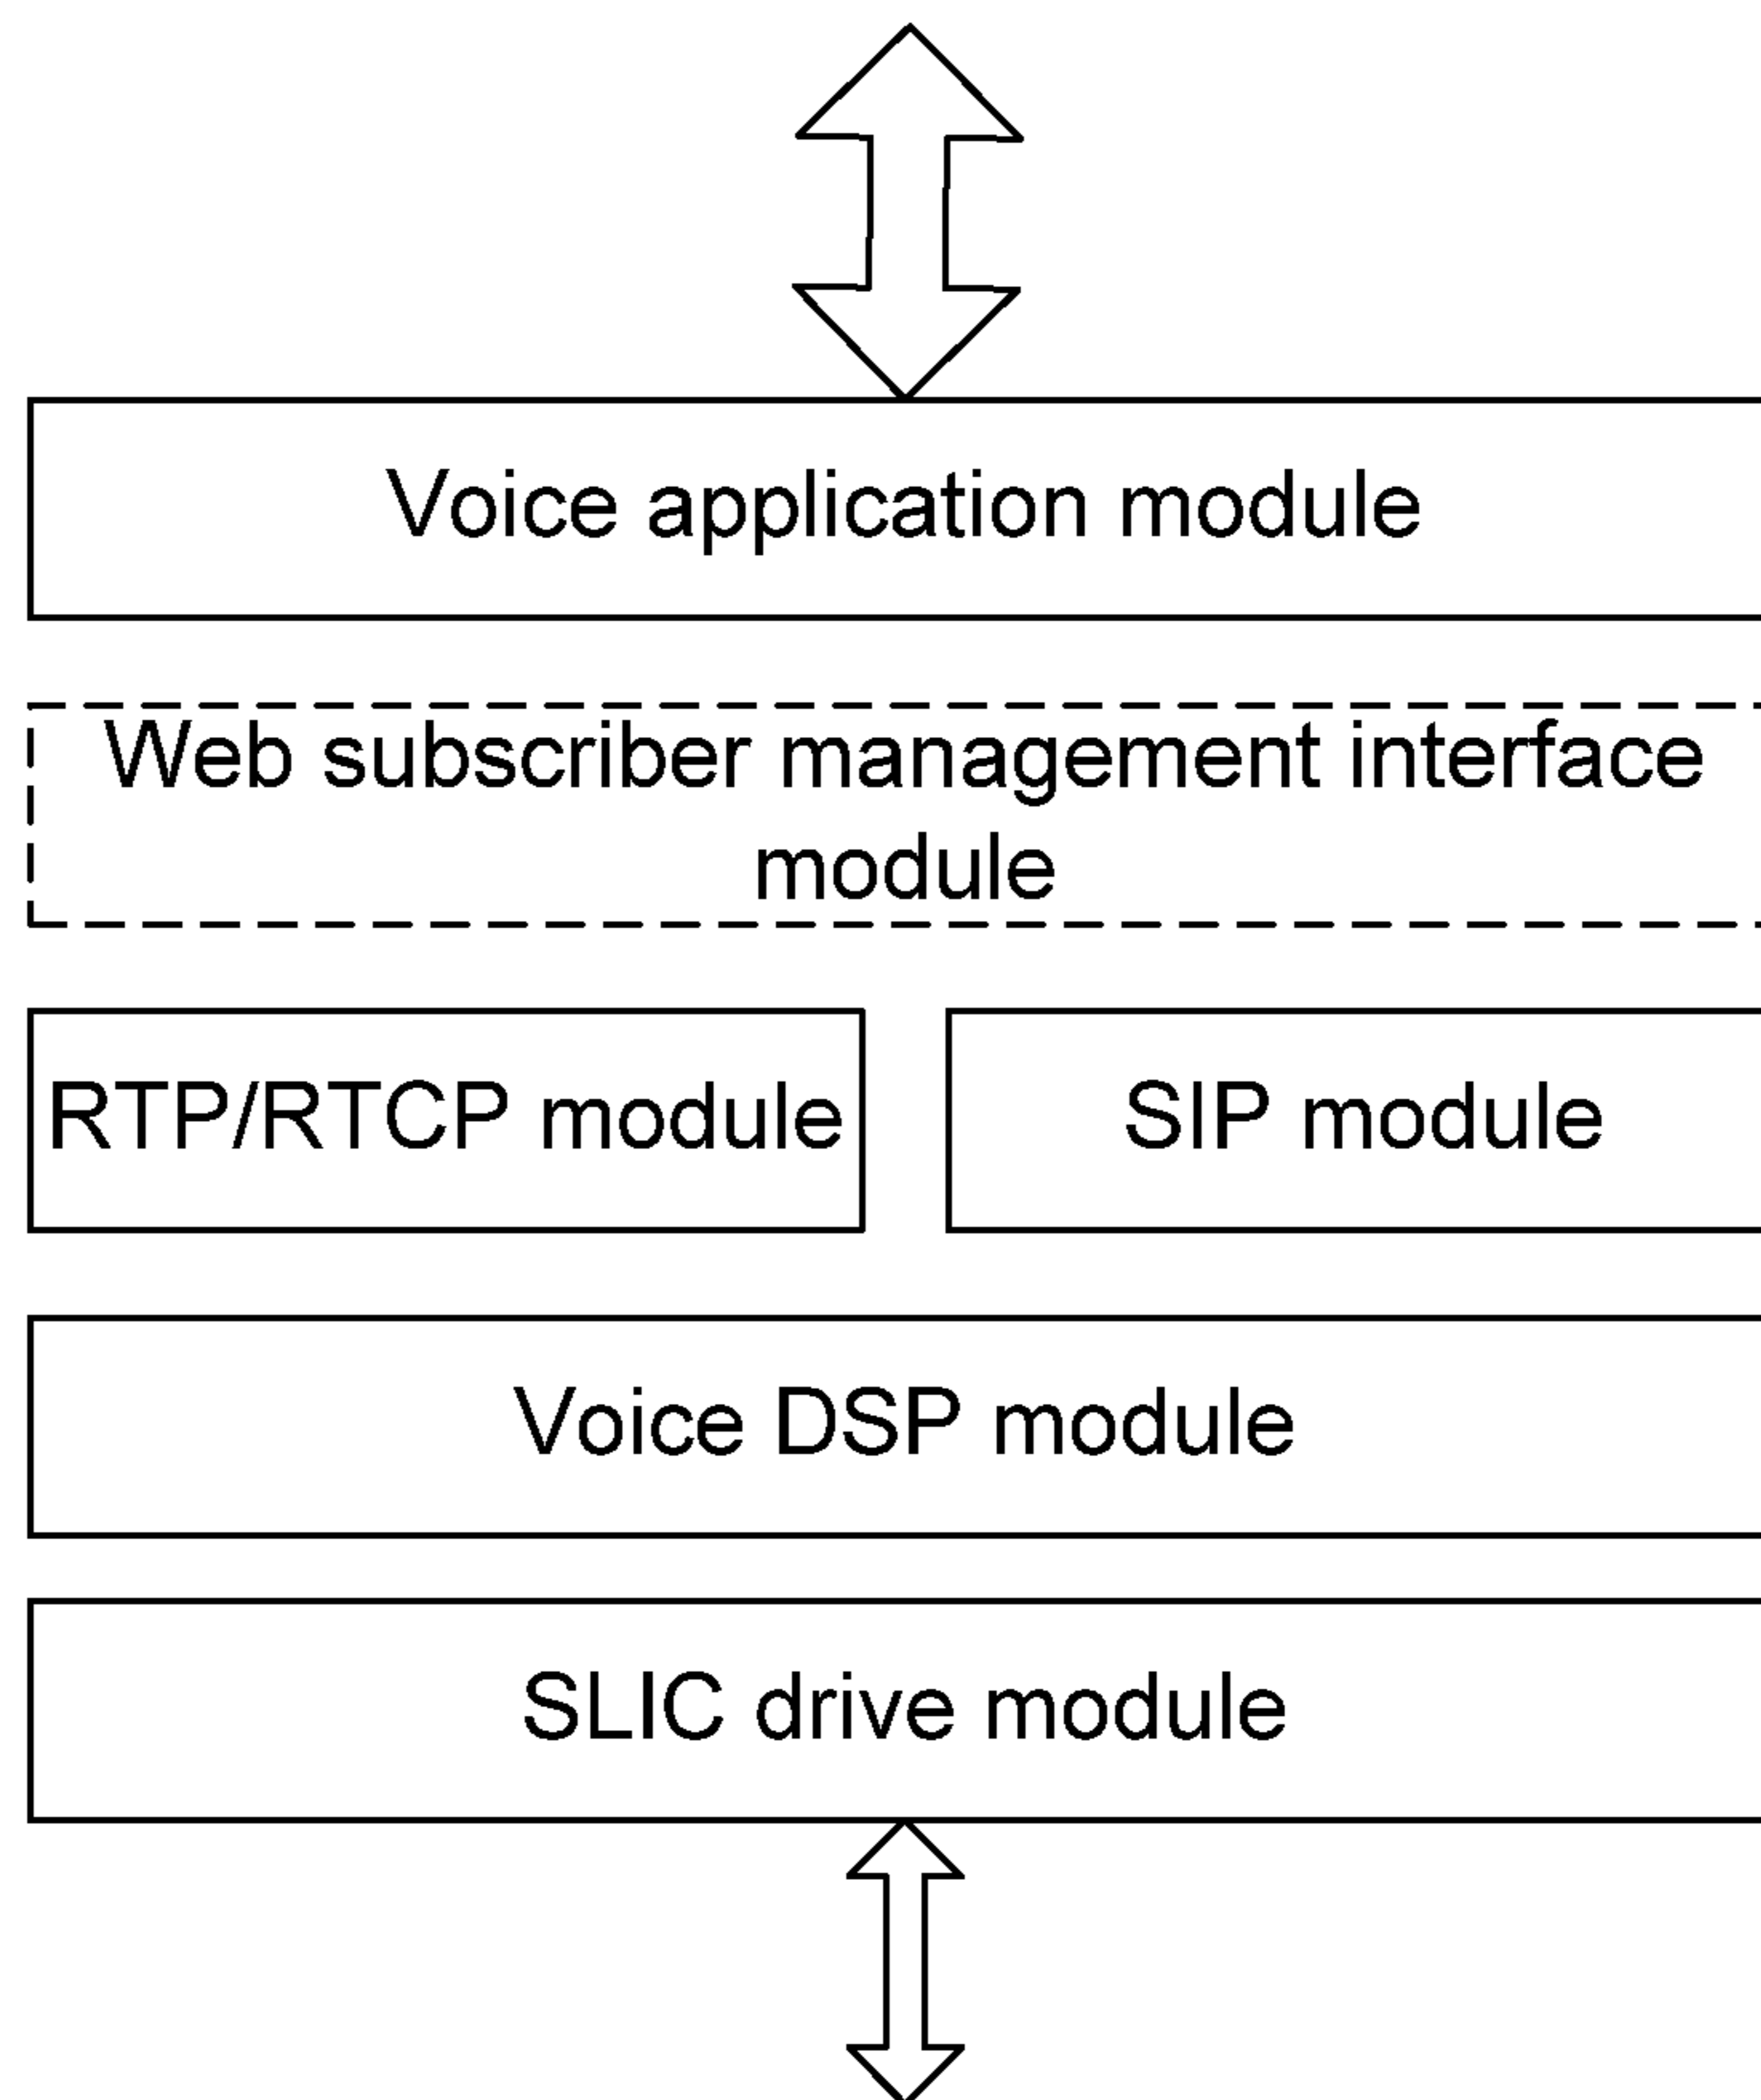 Voice application module
Web subscriber management interface
module
RTP/RTCP module
SIP module
Voice DSP module
SLIC drive module